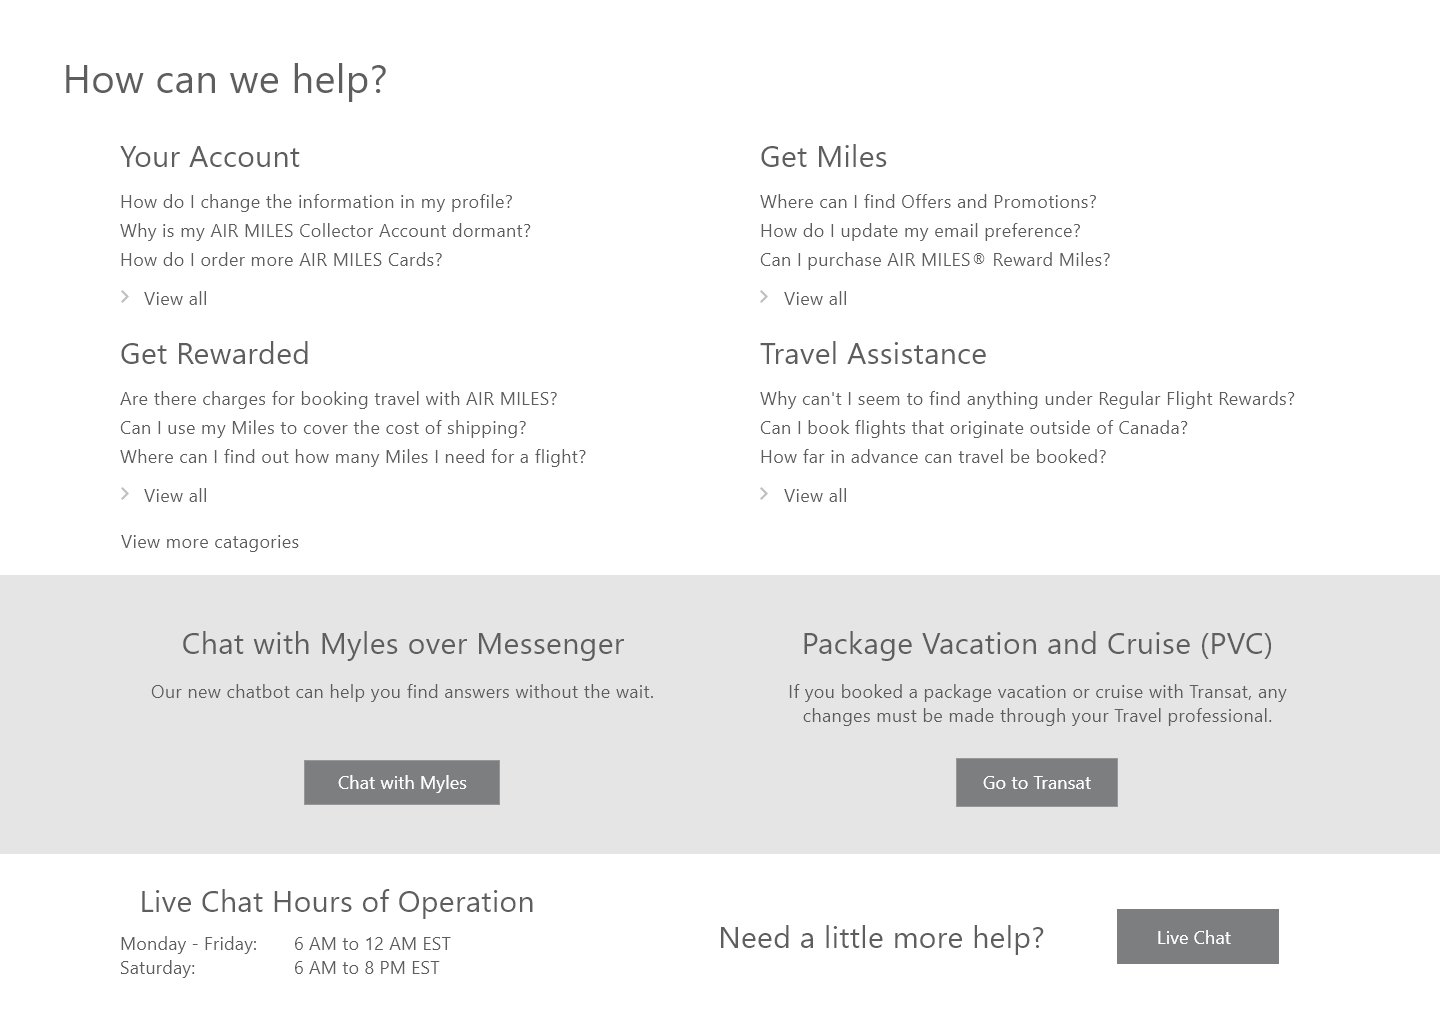 How can we help?
Your Account
How do I change the information in my profile?
Why is my AIR MILES Collector Account dormant?
How do I order more AIR MILES Cards?
View all
Get Miles
Where can I find Offers and Promotions?
How do I update my email preference?
Can I purchase AIR MILES® Reward Miles?
View all
Get Rewarded
Are there charges for booking travel with AIR MILES?
Can I use my Miles to cover the cost of shipping?
Where can I find out how many Miles I need for a flight?
View all
Travel Assistance
Why can't I seem to find anything under Regular Flight Rewards?
Can I book flights that originate outside of Canada?
How far in advance can travel be booked?
View all
View more catagories
Chat with Myles over Messenger
Our new chatbot can help you find answers without the wait.
Chat with Myles
Package Vacation and Cruise (PVC)
If you booked a package vacation or cruise with Transat, any
changes must be made through your Travel professional.
Go to Transat
Live Chat Hours of Operation
Monday - Friday: 6 AM to 12 AM EST
Saturday: 6 AM to 8 PM EST
Need a little more help?
Live Chat